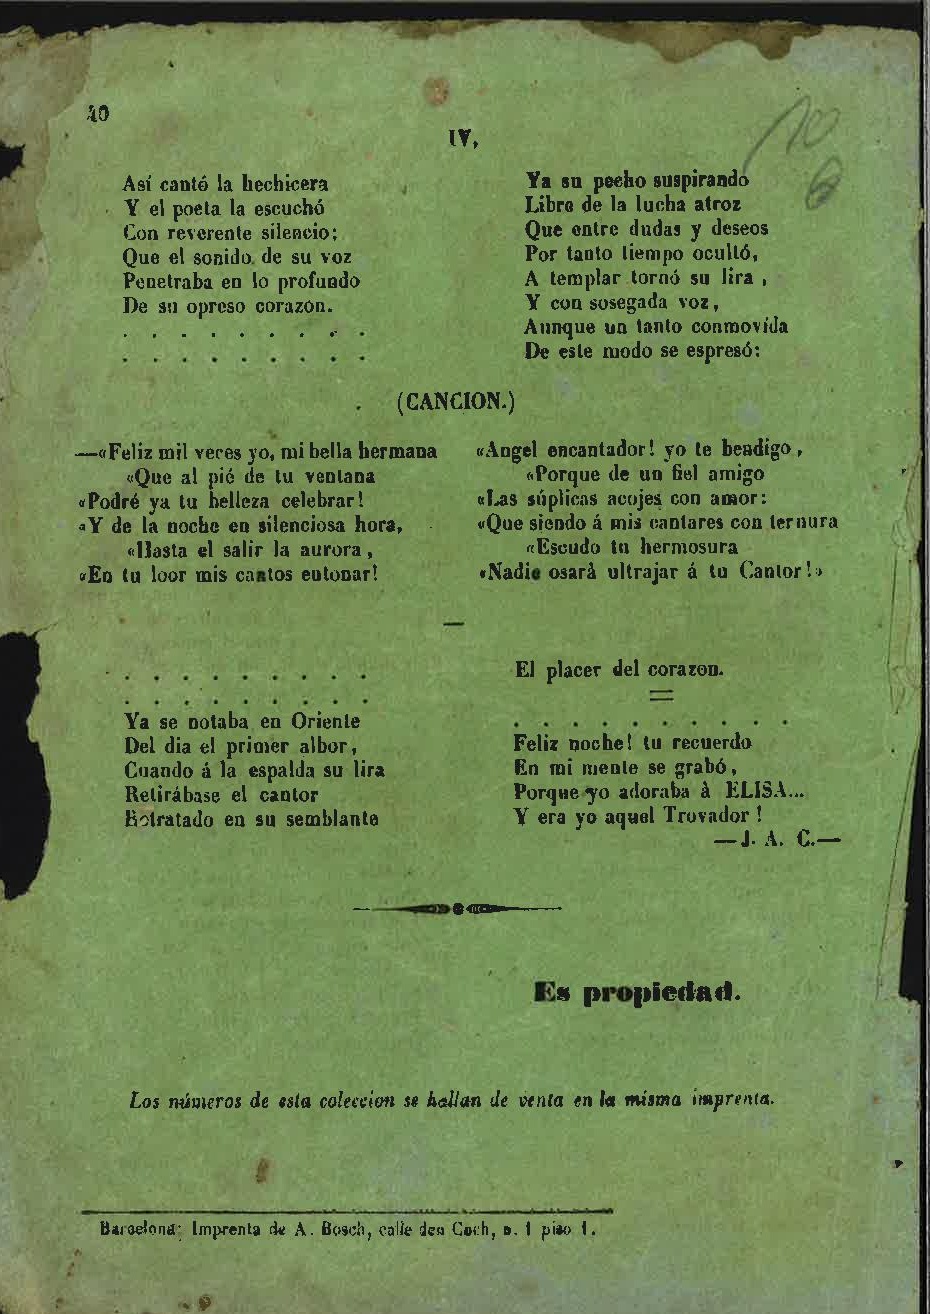 40
IV,
10
6
Así cantó la hechicera
Y el poeta la escuchó
Con reverente silencio;
Que el sonido de su voz
Penetraba en lo profundo
De su opreso corazon.
. . . . . . . . .
. . . . . . . . .
Ya su pecho suspirando
Libre de la lucha atroz
Que entre dudas y deseos
Por tanto tiempo ocultó,
A templar tornó su lira ,
Y con sosegada voz,
Aunque un tanto conmovída
De este modo se espresó:
(CANCION.)
—«Feliz mil veces yo, mi bella hermana
«Que al pié de tu ventana
«Podré ya tu belleza celebrar!
«Y de la noche en silenciosa hora,
«Hasta el salir la aurora,
«En tu loor mis cantos entonar!
«Angel encantador! yo te bendigo,
«Porque de un fiel amigo
«Las súplicas acojes con amor:
«Que siendo á mis cantares con ternura
«Escudo tu hermosura
«Nadie osarà ultrajar á tu Cantor!»
—
. . . . . . . . .
. . . . . . . . .
Ya se notaba en Oriente
Del dia el primer albor,
Cuando á la espalda su lira
Retirábase el cantor
Retratado en su semblante
El placer del corazon.
=
. . . . . . . . . .
Feliz noche! tu recuerdo
En mi mente se grabó,
Porque yo adoraba à ELISA...
Y era yo aquel Trovador !
—J. A. C.—
Es propiedad.
Los números de esta coleccion se hallan de venta en la misma imprenta.
Barcelona: Imprenta de A. Bosch, calle den Guch, n. 1 piso 1.